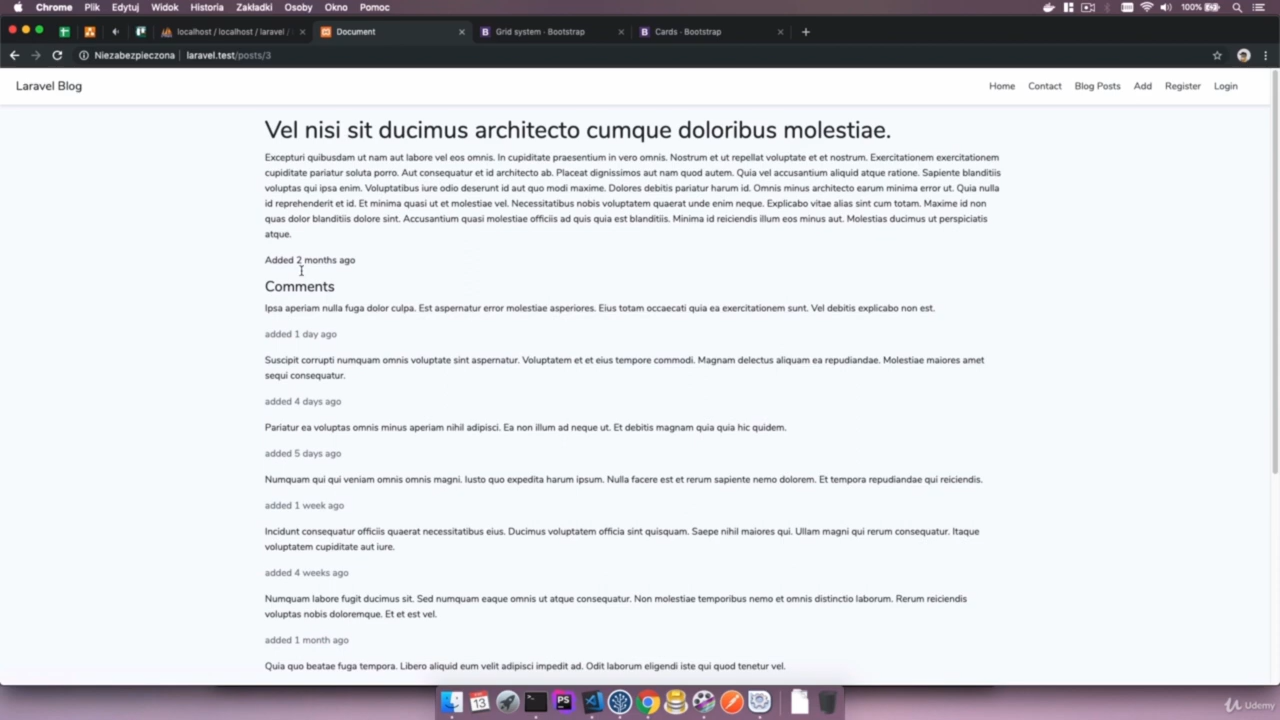 Chrome Plik Edytuj Widok Historia Zakładki Osoby Okno Pomoc 100%
localhost / localhost / laravel / Document Grid system - Bootstrap Cards - Bootstrap
Niezabezpieczona laravel.test/posts/3
Laravel Blog Home Contact Blog Posts Add Register Login
Vel nisi sit ducimus architecto cumque doloribus molestiae.
Excepturi quibusdam ut nam aut labore vel eos omnis. In cupiditate praesentium in vero omnis. Nostrum et ut repellat voluptate et et nostrum. Exercitationem exercitationem
cupiditate pariatur soluta porro. Aut consequatur et id architecto ab. Placeat dignissimos aut nam quod autem. Quia vel accusantium aliquid atque ratione. Sapiente blanditiis
voluptas qui ipsa enim. Voluptatibus iure odio deserunt id aut quo modi maxime. Dolores debitis pariatur harum id. Omnis minus architecto earum minima error ut. Quia nulla
id reprehenderit et id. Et minima quasi ut et molestiae vel. Necessitatibus nobis voluptatem quaerat unde enim neque. Explicabo vitae alias sint cum totam. Maxime id non
quas dolor blanditiis dolore sint. Accusantium quasi molestiae officiis ad quis quia est blanditiis. Minima id reiciendis illum eos minus aut. Molestias ducimus ut perspiciatis
atque.
Added 2 months ago
Comments
Ipsa aperiam nulla fuga dolor culpa. Est aspernatur error molestiae asperiores. Eius totam occaecati quia ea exercitationem sunt. Vel debitis explicabo non est.
added 1 day ago
Suscipit corrupti numquam omnis voluptate sint aspernatur. Voluptatem et et eius tempore commodi. Magnam delectus aliquam ea repudiandae. Molestiae maiores amet
sequi consequatur.
added 4 days ago
Pariatur ea voluptas omnis minus aperiam nihil adipisci. Ea non illum ad neque ut. Et debitis magnam quia quia hic quidem.
added 5 days ago
Numquam qui qui veniam omnis omnis magni. Iusto quo expedita harum ipsum. Nulla facere est et rerum sapiente nemo dolorem. Et tempora repudiandae qui reiciendis.
added 1 week ago
Incidunt consequatur officiis quaerat necessitatibus eius. Ducimus voluptatem officia sint quisquam. Saepe nihil maiores qui. Ullam magni qui rerum consequatur. Itaque
voluptatem cupiditate aut iure.
added 4 weeks ago
Numquam labore fugit ducimus sit. Sed numquam eaque omnis ut atque consequatur. Non molestiae temporibus nemo et omnis distinctio laborum. Rerum reiciendis
voluptas nobis doloremque. Et et est vel.
added 1 month ago
Quia quo beatae fuga tempora. Libero aliquid eum velit adipisci impedit ad. Odit laborum eligendi iste qui quod tenetur vel.
13 PS
Udemy